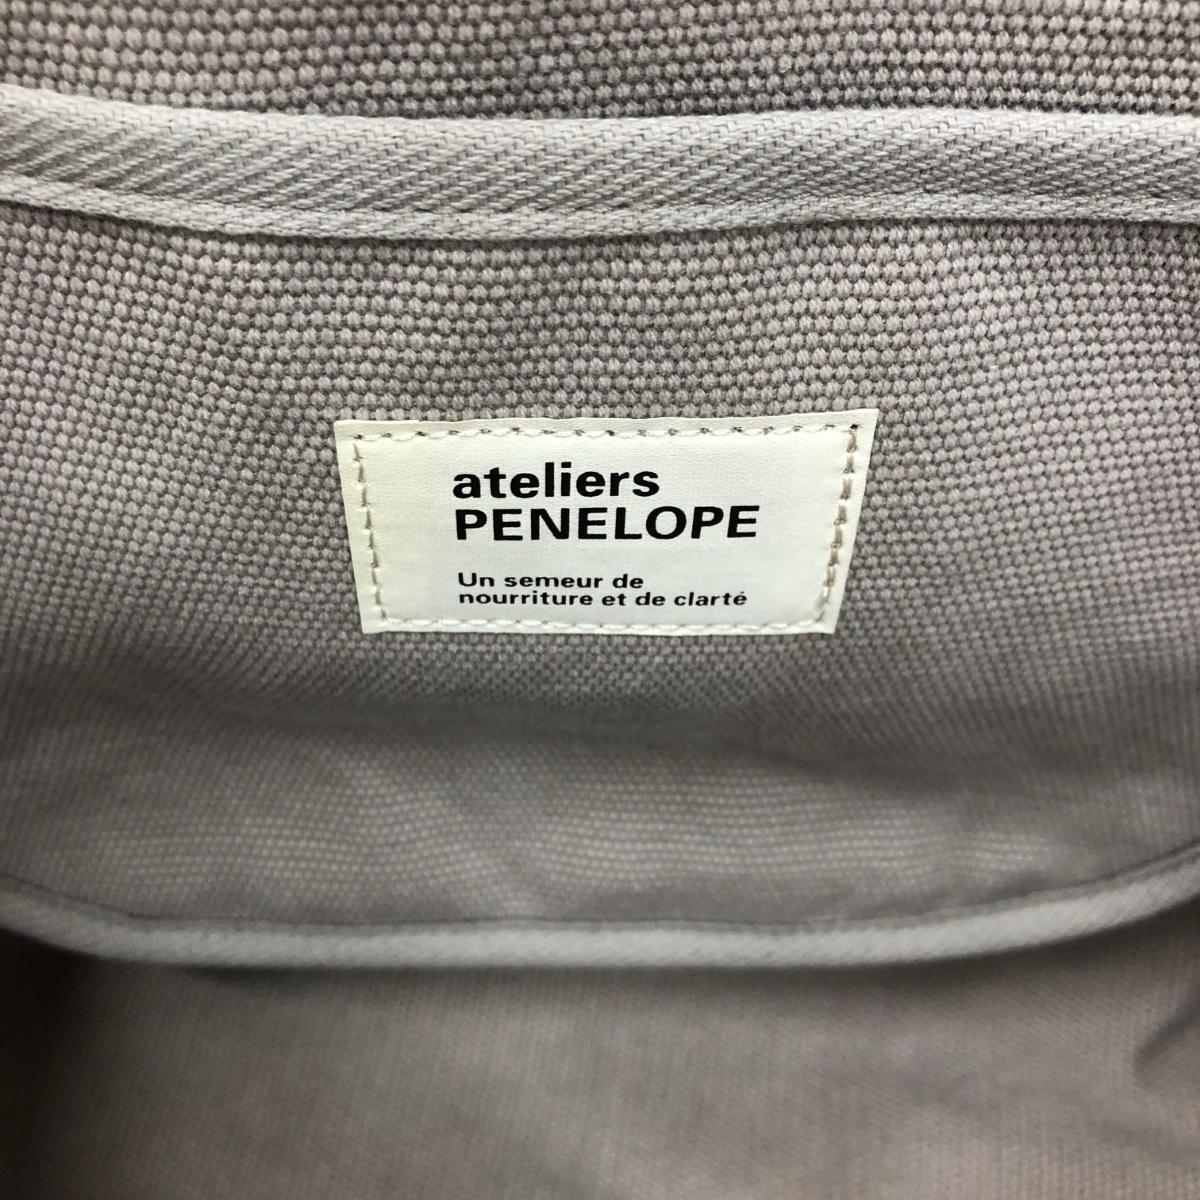 ateliers
PENELOPE
Un semeur de
nourriture et de clarté